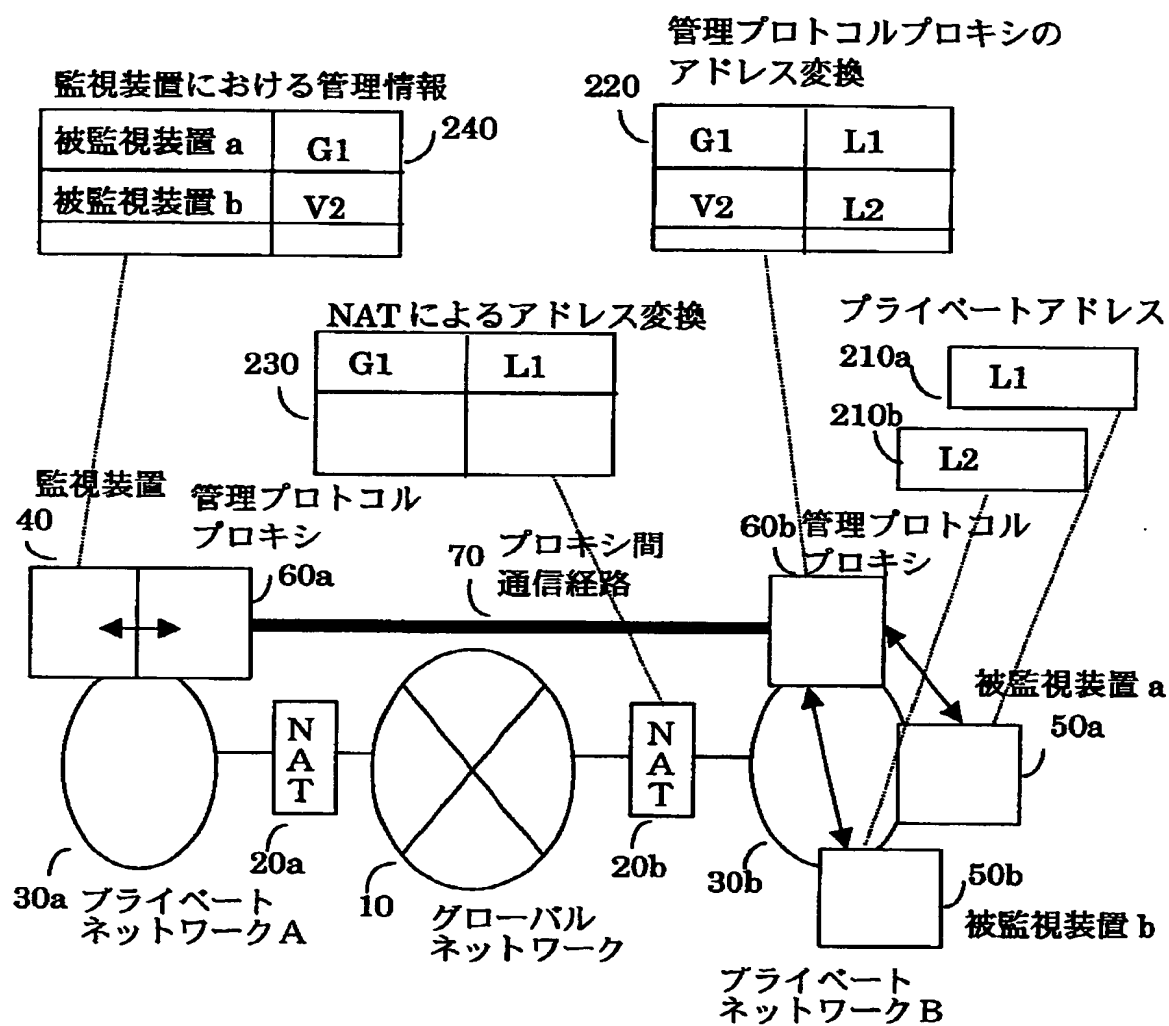 管理プロトコルプロキシの
アドレス変換
監視装置における管理情報
220
被監視装置 a G1
240
G1 L1
被監視装置 b V2
V2 L2
NAT によるアドレス変換
プライベートアドレス
230
G1 L1
210a
L1
210b
L2
監視装置
40
管理プロトコル
プロキシ
60a
70
プロキシ間
通信経路
60b
管理プロトコル
プロキシ
被監視装置 a
50a
NAT
20a
NAT
20b
30a
プライベート
ネットワークA
10
グローバル
ネットワーク
30b
50b
被監視装置 b
プライベート
ネットワークB